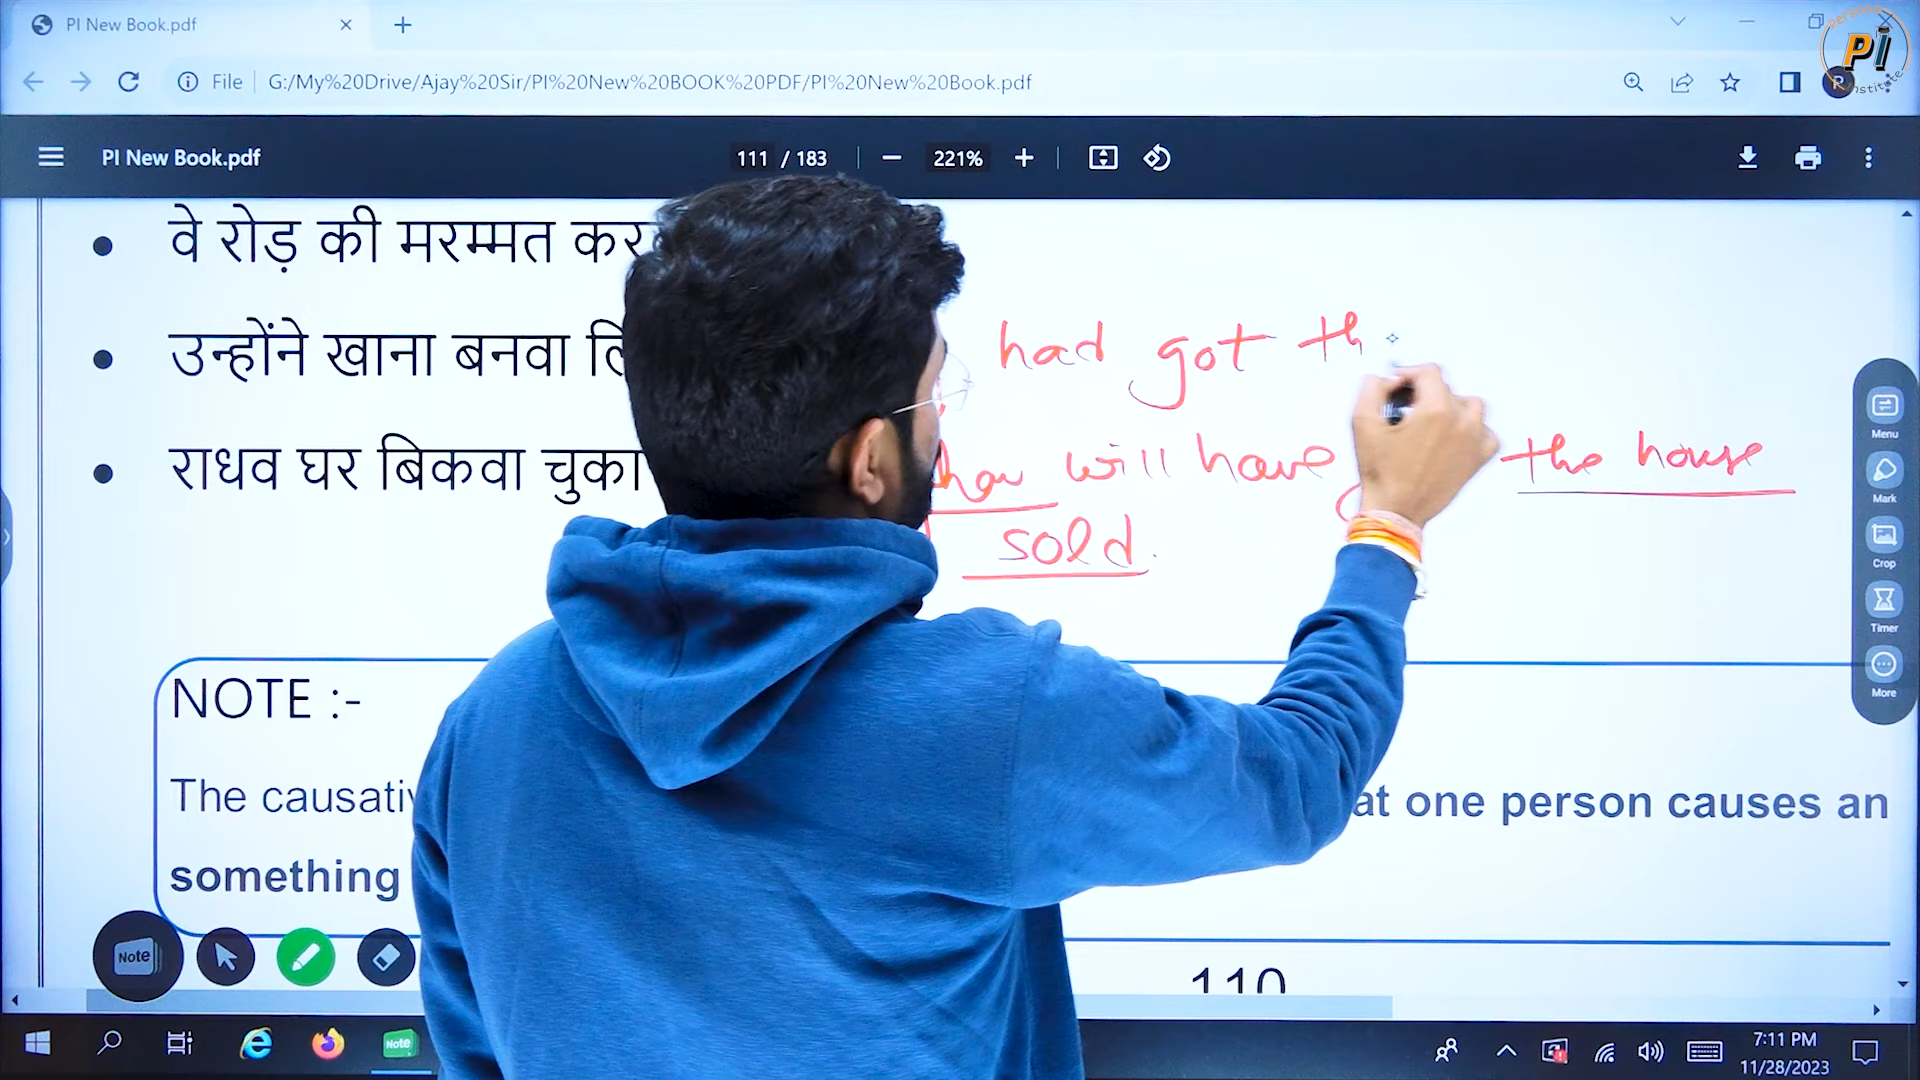 PI New Book.pdf
File G:/My%20Drive/Ajay%20Sir/PI%20New%20BOOK%20PDF/PI%20New%20Book.pdf
PI
Institute
PI New Book.pdf 111 / 183 221%
वे रोड़ की मरम्मत कर
उन्होंने खाना बनवा had got th
राधव घर बिकवा चुका will have the house
sold.
Menu
Mark
Crop
Timer
More
NOTE :-
The at one person causes an
something
Note
110
Note
7:11 PM
11/28/2023